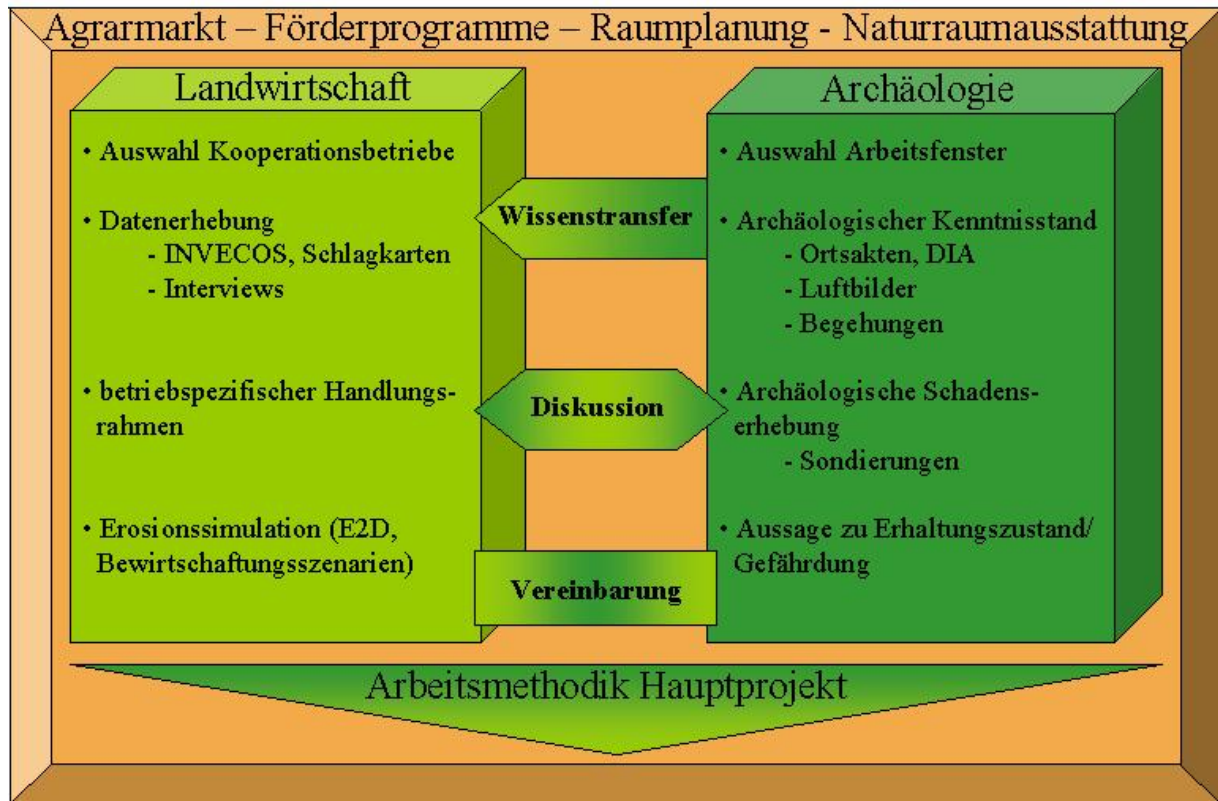 Agrarmarkt – Förderprogramme – Raumplanung - Naturraumausstattung
Landwirtschaft
• Auswahl Kooperationsbetriebe
• Datenerhebung
- INVECOS, Schlagkarten
- Interviews
• betriebspezifischer Handlungs-
rahmen
• Erosionssimulation (E2D,
Bewirtschaftungsszenarien)
Wissenstransfer
Diskussion
Vereinbarung
Archäologie
• Auswahl Arbeitsfenster
• Archäologischer Kenntnisstand
- Ortsakten, DIA
- Luftbilder
- Begehungen
• Archäologische Schadens-
erhebung
- Sondierungen
• Aussage zu Erhaltungszustand/
Gefährdung
Arbeitsmethodik Hauptprojekt